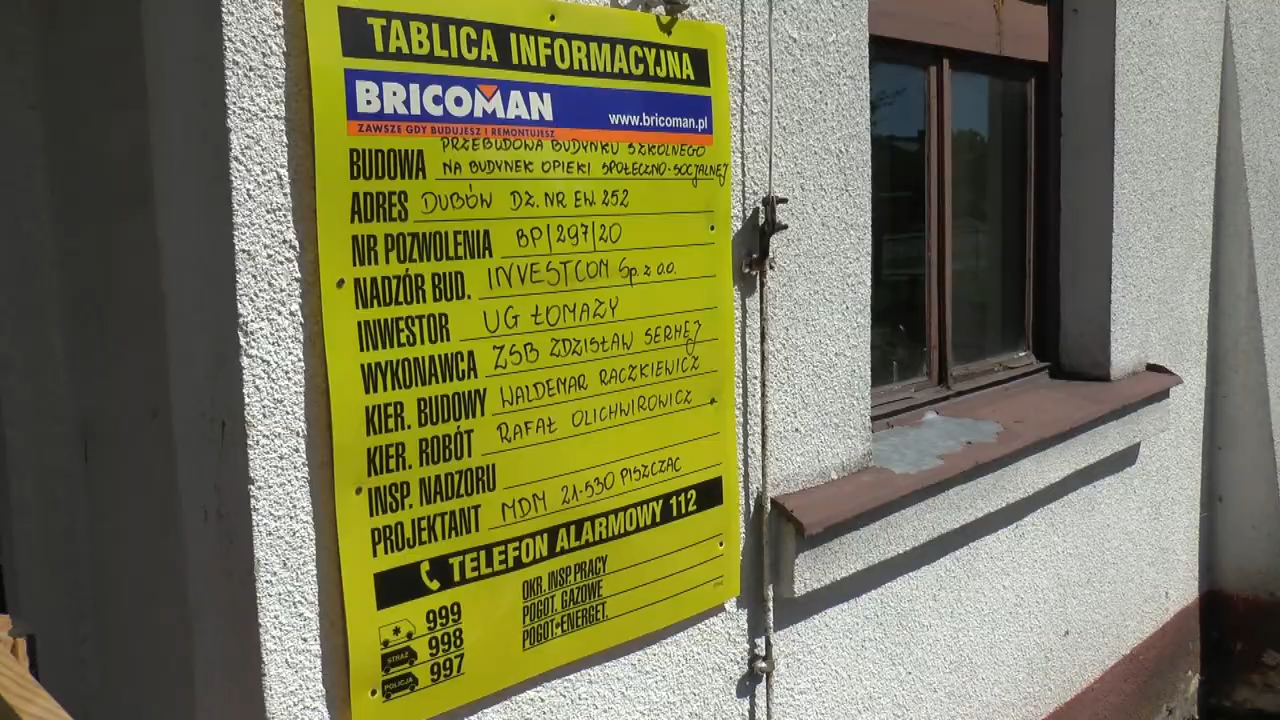 TABLICA INFORMACYJNA
BRICOMAN www.bricoman.pl
ZAWSZE GDY BUDUJESZ I REMONTUJESZ
PRZEBUDOWA BUDYNKU SZKOLNEGO
BUDOWA NA BUDYNEK OPIEKI SPOŁECZNO-SOCJALNEJ
ADRES DUBÓW DZ. NR EW. 252
NR POZWOLENIA BP/297/20
NADZÓR BUD. INVESTCOM Sp. z o.o.
INWESTOR UG ŁOMAZY
WYKONAWCA ZSB ZDZISŁAW SERHEJ
KIER. BUDOWY WALDEMAR RACZKIEWICZ
KIER. ROBÓT RAFAŁ OLICHWIROWICZ
INSP. NADZORU
PROJEKTANT MDM 21-530 PISZCZAC
TELEFON ALARMOWY 112
999 OKR. INSP. PRACY
STRAŻ 998 POGOT. GAZOWE
POLICJA 997 POGOT. ENERGET.